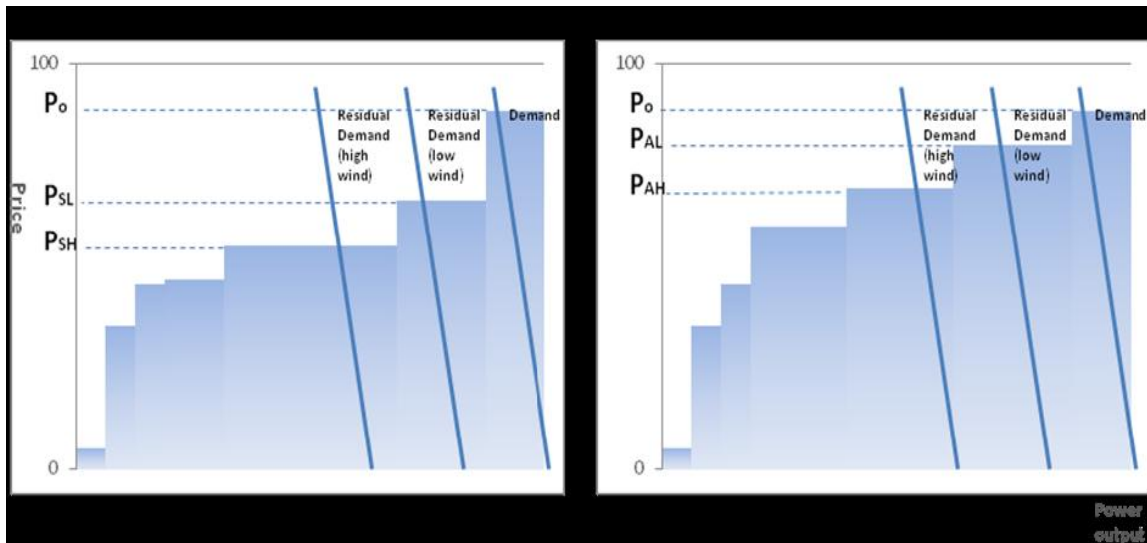 100
Po
PSL
PSH
0
Price
Residual
Demand
(high
wind)
Residual
Demand
(low
wind)
Demand
100
Po
PAL
PAH
0
Residual
Demand
(high
wind)
Residual
Demand
(low
wind)
Demand
Power
output